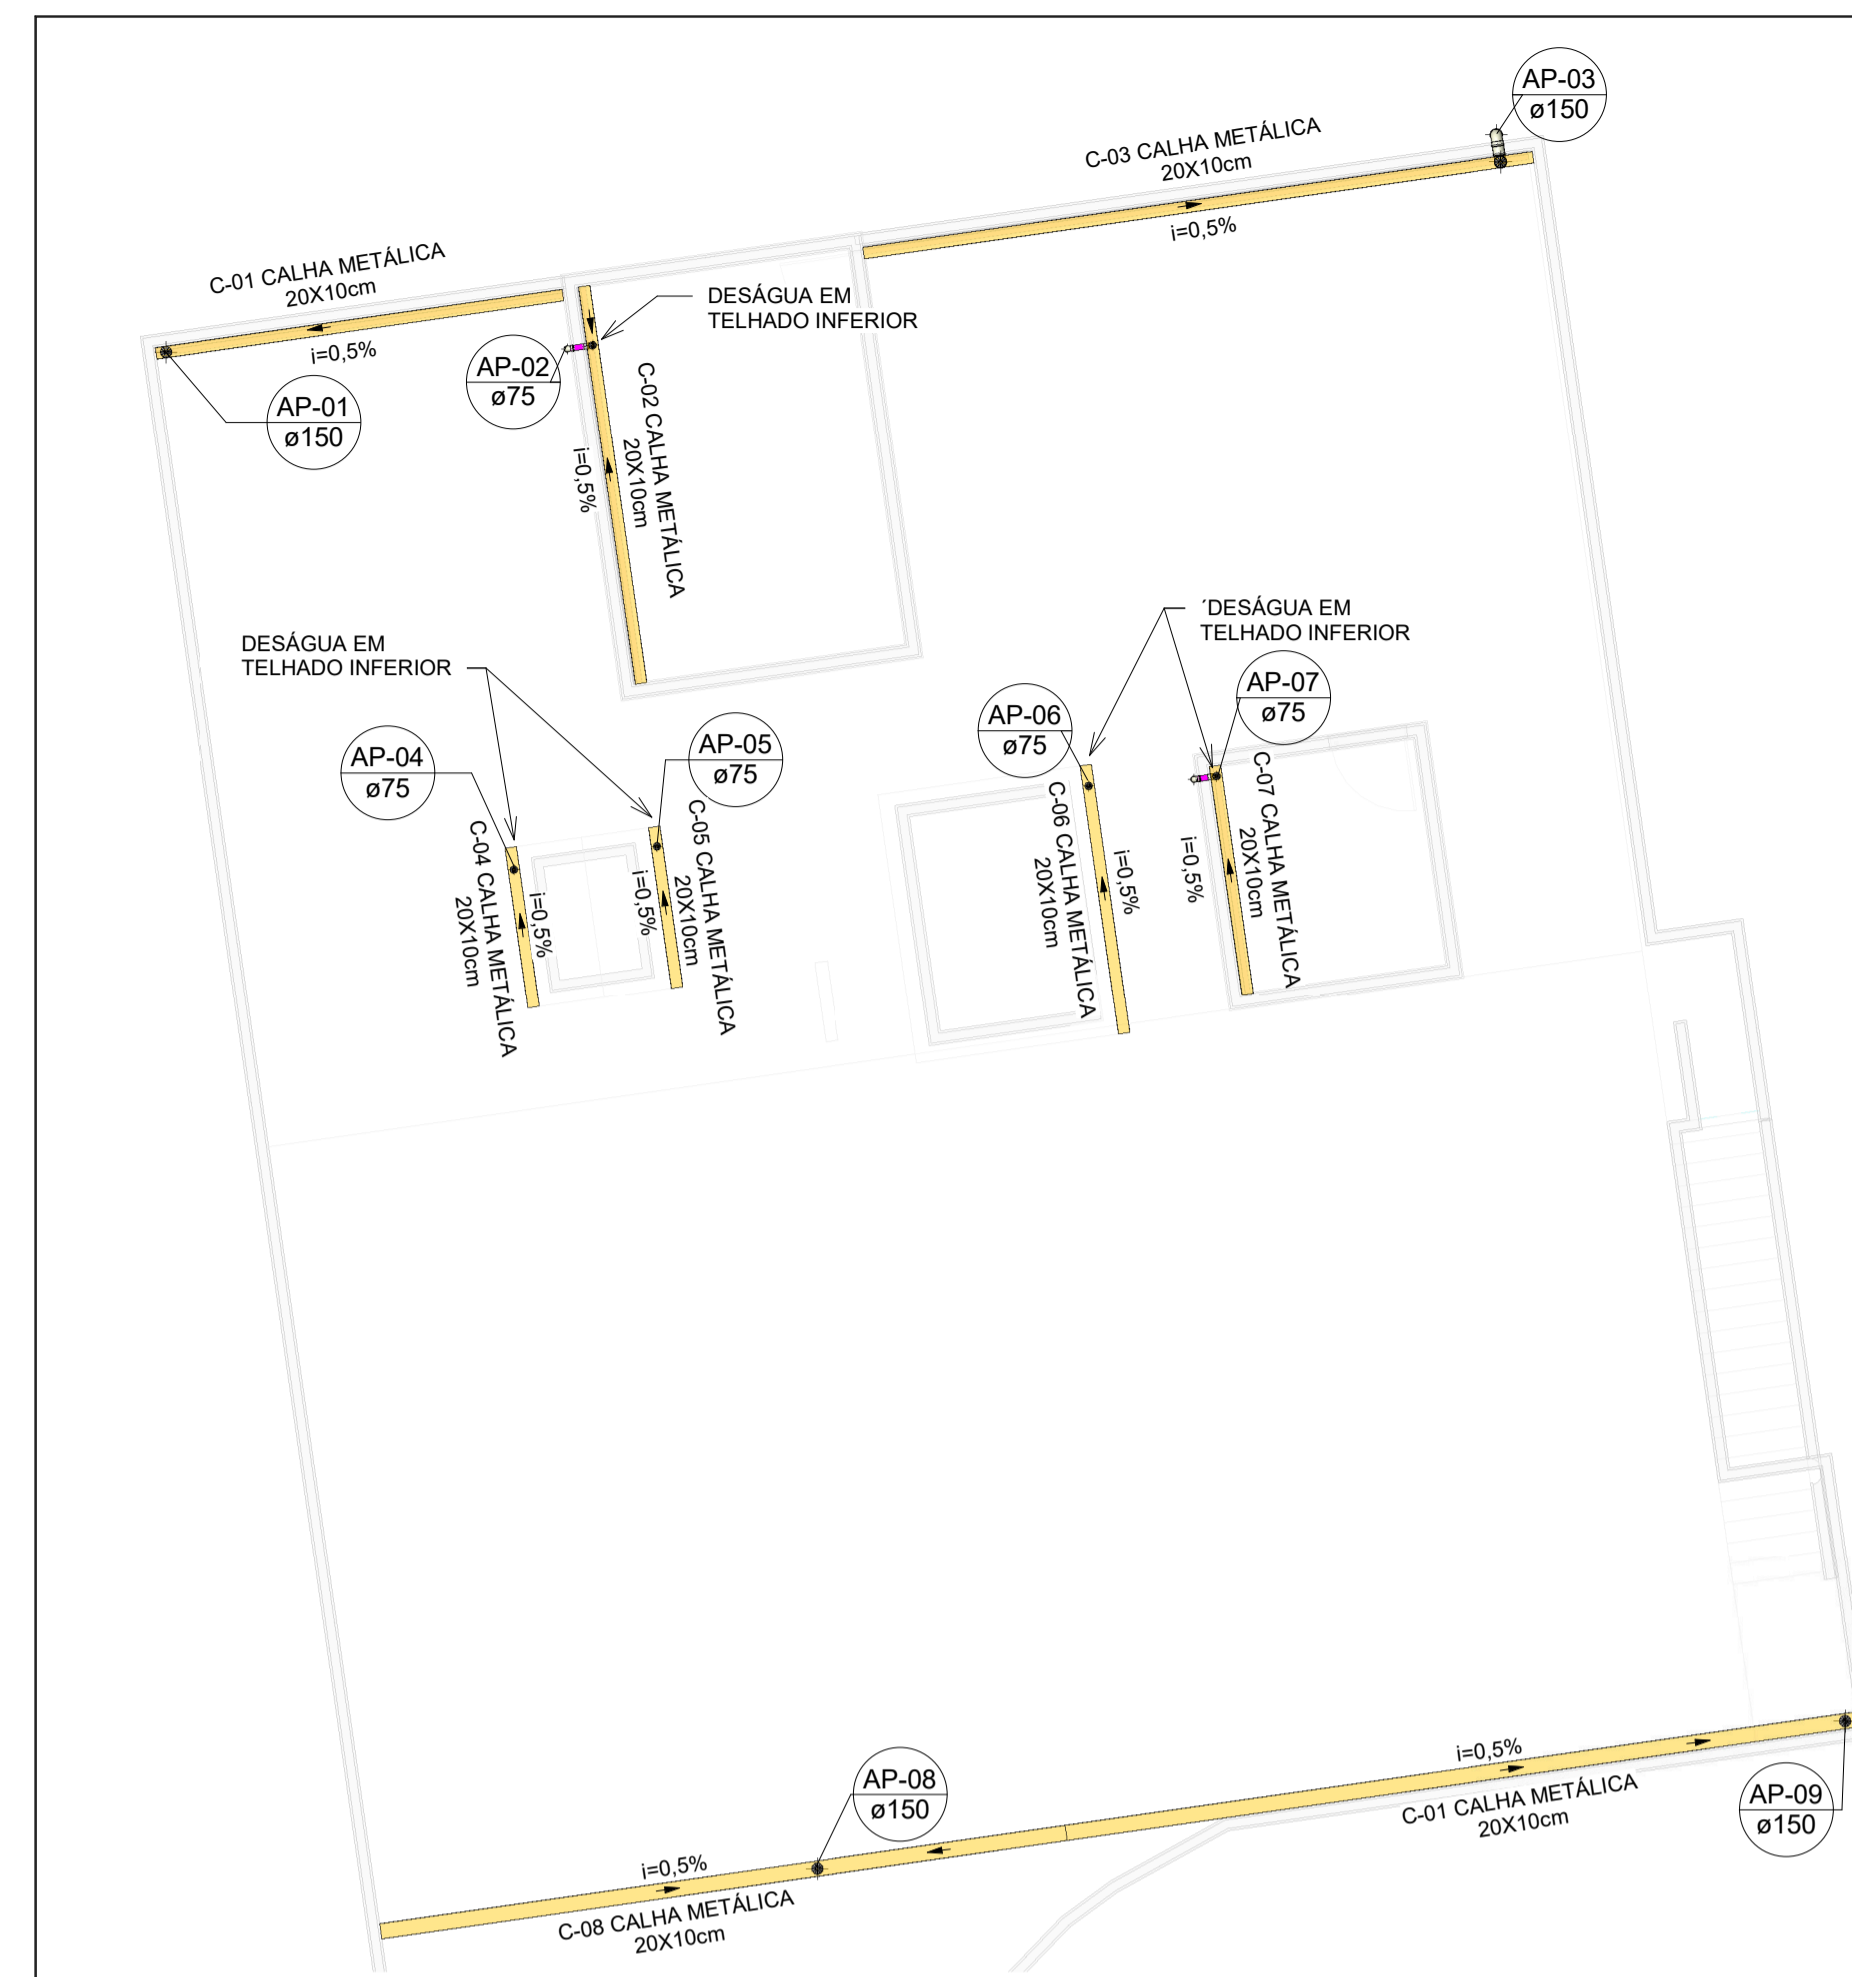 AP-03
ø150
C-03 CALHA METÁLICA
20X10cm
i=0,5%
C-01 CALHA METÁLICA
20X10cm
i=0,5%
DESÁGUA EM
TELHADO INFERIOR
AP-02
ø75
AP-01
ø150
C-02 CALHA METÁLICA
20X10cm
i=0,5%
DESÁGUA EM
TELHADO INFERIOR
´DESÁGUA EM
TELHADO INFERIOR
AP-04
ø75
AP-05
ø75
AP-06
ø75
AP-07
ø75
C-04 CALHA METÁLICA
20X10cm
i=0,5%
i=0,5%
C-05 CALHA METÁLICA
20X10cm
C-06 CALHA METÁLICA
20X10cm
i=0,5%
i=0,5%
C-07 CALHA METÁLICA
20X10cm
i=0,5%
C-01 CALHA METÁLICA
20X10cm
AP-08
ø150
AP-09
ø150
i=0,5%
C-08 CALHA METÁLICA
20X10cm